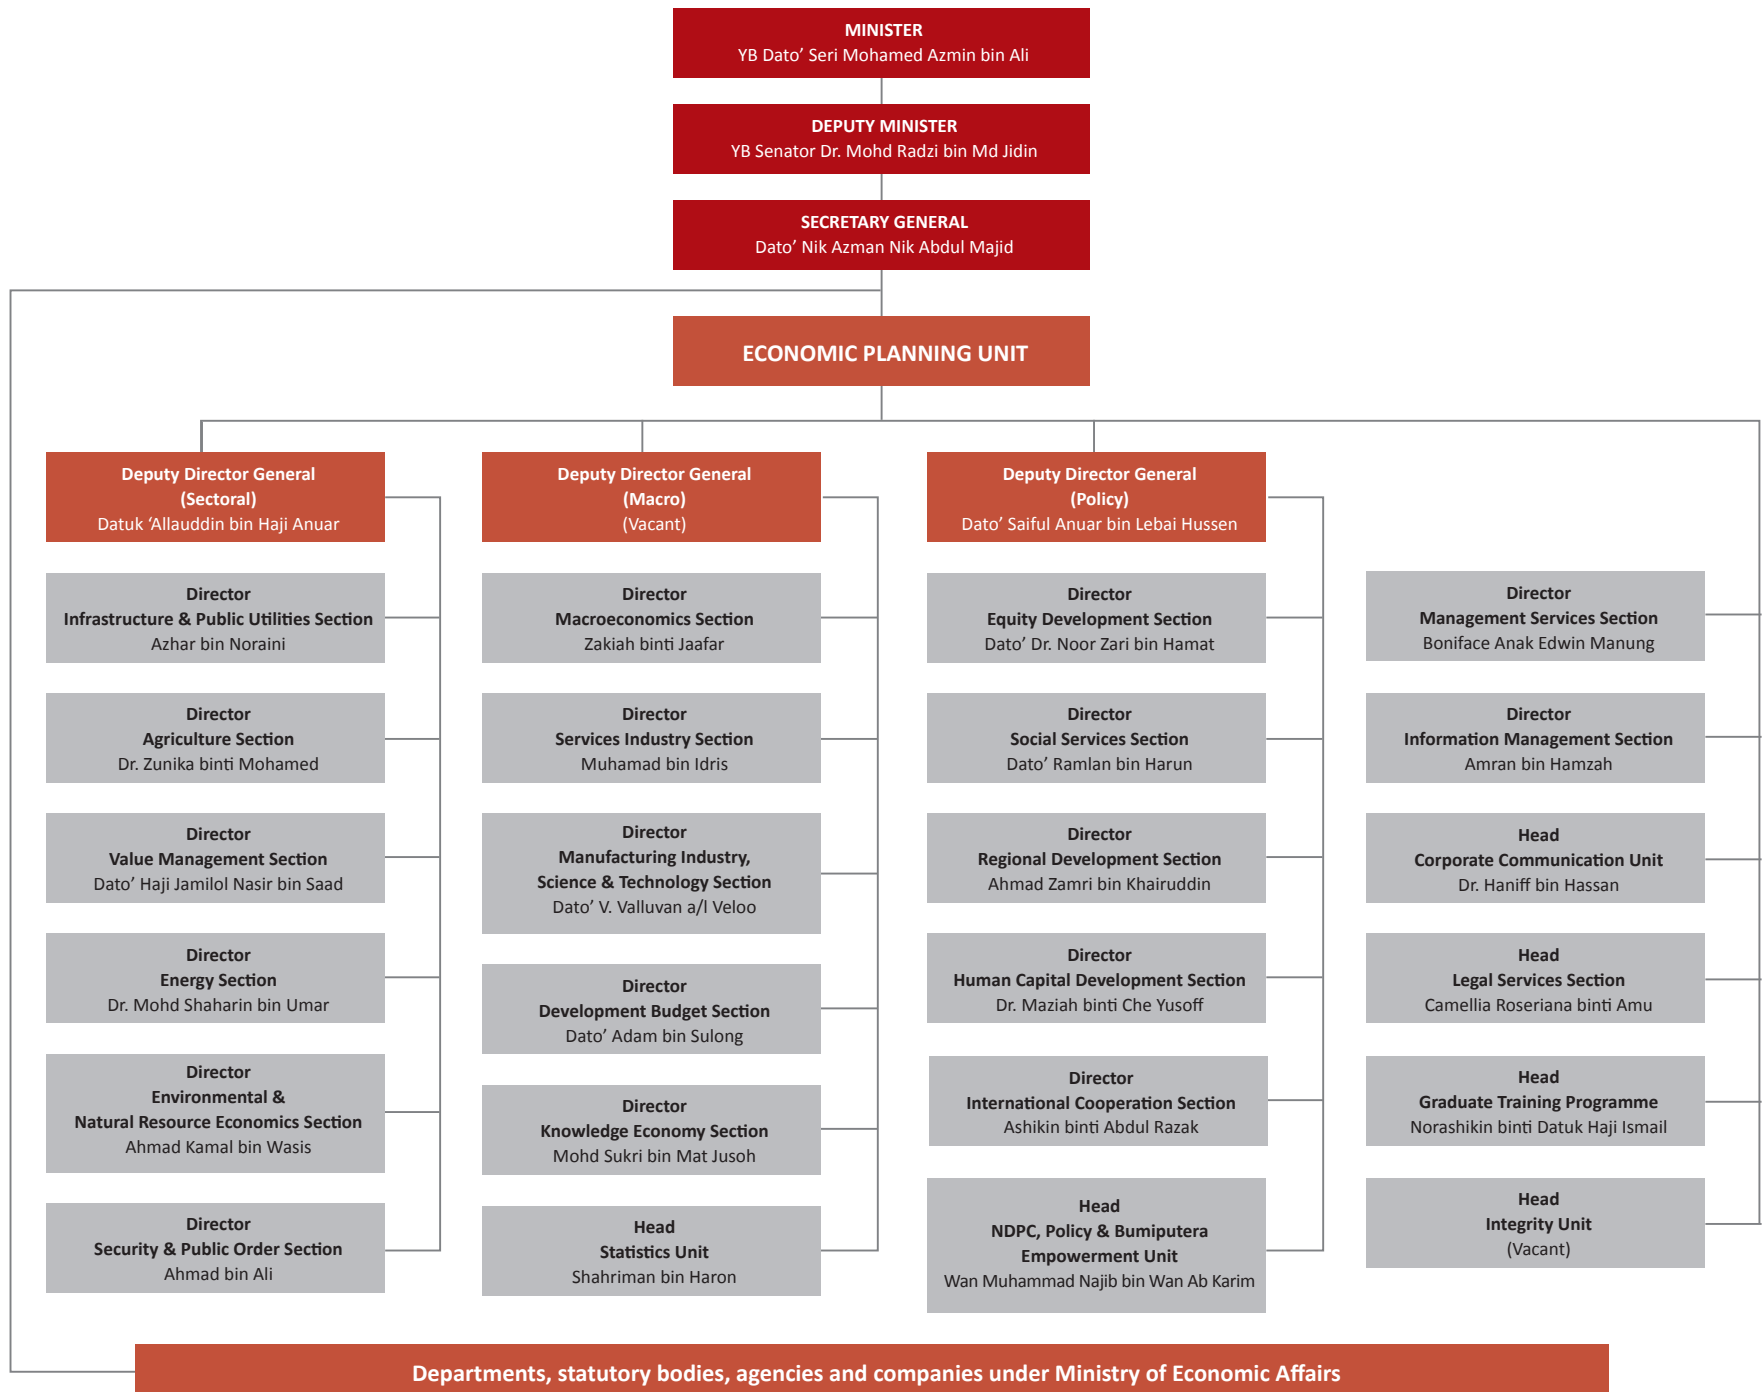 MINISTER
YB Dato’ Seri Mohamed Azmin bin Ali
DEPUTY MINISTER
YB Senator Dr. Mohd Radzi bin Md Jidin
SECRETARY GENERAL
Dato’ Nik Azman Nik Abdul Majid
ECONOMIC PLANNING UNIT
Deputy Director General
(Sectoral)
Datuk ‘Allauddin bin Haji Anuar
Director
Infrastructure & Public Utilities Section
Azhar bin Noraini
Director
Agriculture Section
Dr. Zunika binti Mohamed
Director
Value Management Section
Dato’ Haji Jamilol Nasir bin Saad
Director
Energy Section
Dr. Mohd Shaharin bin Umar
Director
Environmental &
Natural Resource Economics Section
Ahmad Kamal bin Wasis
Director
Security & Public Order Section
Ahmad bin Ali
Deputy Director General
(Macro)
(Vacant)
Director
Macroeconomics Section
Zakiah binti Jaafar
Director
Services Industry Section
Muhamad bin Idris
Director
Manufacturing Industry,
Science & Technology Section
Dato’ V. Valluvan a/l Veloo
Director
Development Budget Section
Dato’ Adam bin Sulong
Director
Knowledge Economy Section
Mohd Sukri bin Mat Jusoh
Head
Statistics Unit
Shahriman bin Haron
Deputy Director General
(Policy)
Dato’ Saiful Anuar bin Lebai Hussen
Director
Equity Development Section
Dato’ Dr. Noor Zari bin Hamat
Director
Social Services Section
Dato’ Ramlan bin Harun
Director
Regional Development Section
Ahmad Zamri bin Khairuddin
Director
Human Capital Development Section
Dr. Maziah binti Che Yusoff
Director
International Cooperation Section
Ashikin binti Abdul Razak
Head
NDPC, Policy & Bumiputera
Empowerment Unit
Wan Muhammad Najib bin Wan Ab Karim
Director
Management Services Section
Boniface Anak Edwin Manung
Director
Information Management Section
Amran bin Hamzah
Head
Corporate Communication Unit
Dr. Haniff bin Hassan
Head
Legal Services Section
Camellia Roseriana binti Amu
Head
Graduate Training Programme
Norashikin binti Datuk Haji Ismail
Head
Integrity Unit
(Vacant)
Departments, statutory bodies, agencies and companies under Ministry of Economic Affairs